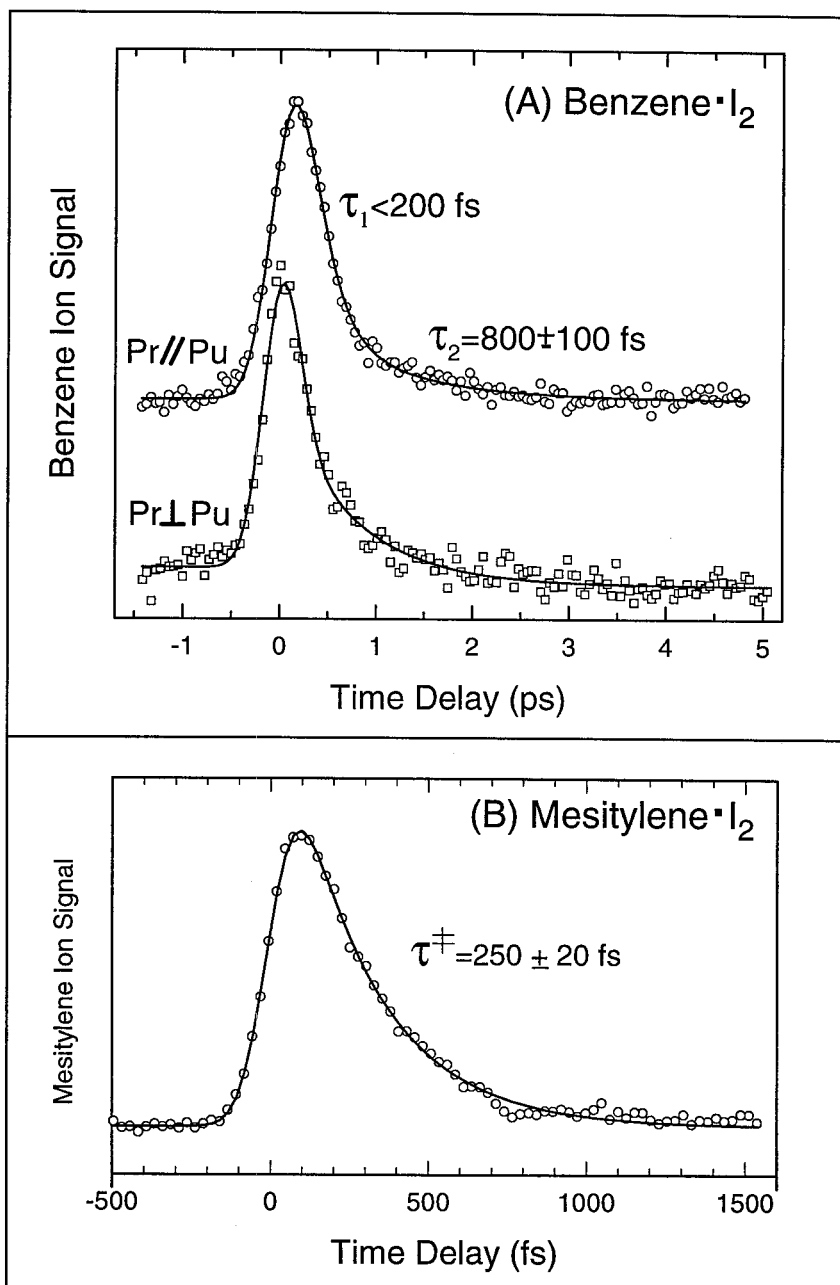 (A) Benzene▪I₂
Benzene Ion Signal
τ₁<200 fs
Pr//Pu
τ₂=800±100 fs
Pr⊥Pu
-1 0 1 2 3 4 5
Time Delay (ps)
(B) Mesitylene▪I₂
Mesitylene Ion Signal
τ‡=250 ± 20 fs
-500 0 500 1000 1500
Time Delay (fs)